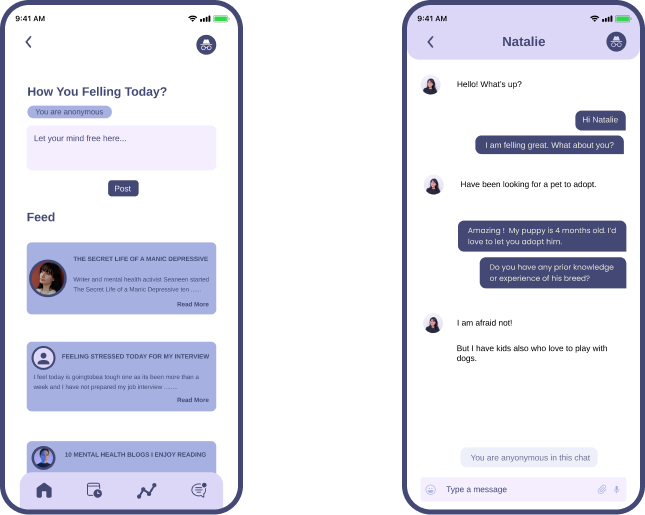 9:41 AM
How You Felling Today?
You are anonymous
Let your mind free here...
Post
Feed
THE SECRET LIFE OF A MANIC DEPRESSIVE
Writer and mental health activist Seaneen started
The Secret Life of a Manic Depressive ten ......
Read More
FEELING STRESSED TODAY FOR MY INTERVIEW
I feel today is goingtobea tough one as its been more than a
week and I have not prepared my job interview ........
Read More
10 MENTAL HEALTH BLOGS I ENJOY READING
9:41 AM
Natalie
Hello! What's up?
Hi Natalie
I am felling great. What about you?
Have been looking for a pet to adopt.
Amazing ! My puppy is 4 months old. I'd
love to let you adopt him.
Do you have any prior knowledge
or experience of his breed?
I am afraid not!
But I have kids also who love to play with
dogs.
You are anyonymous in this chat
Type a message